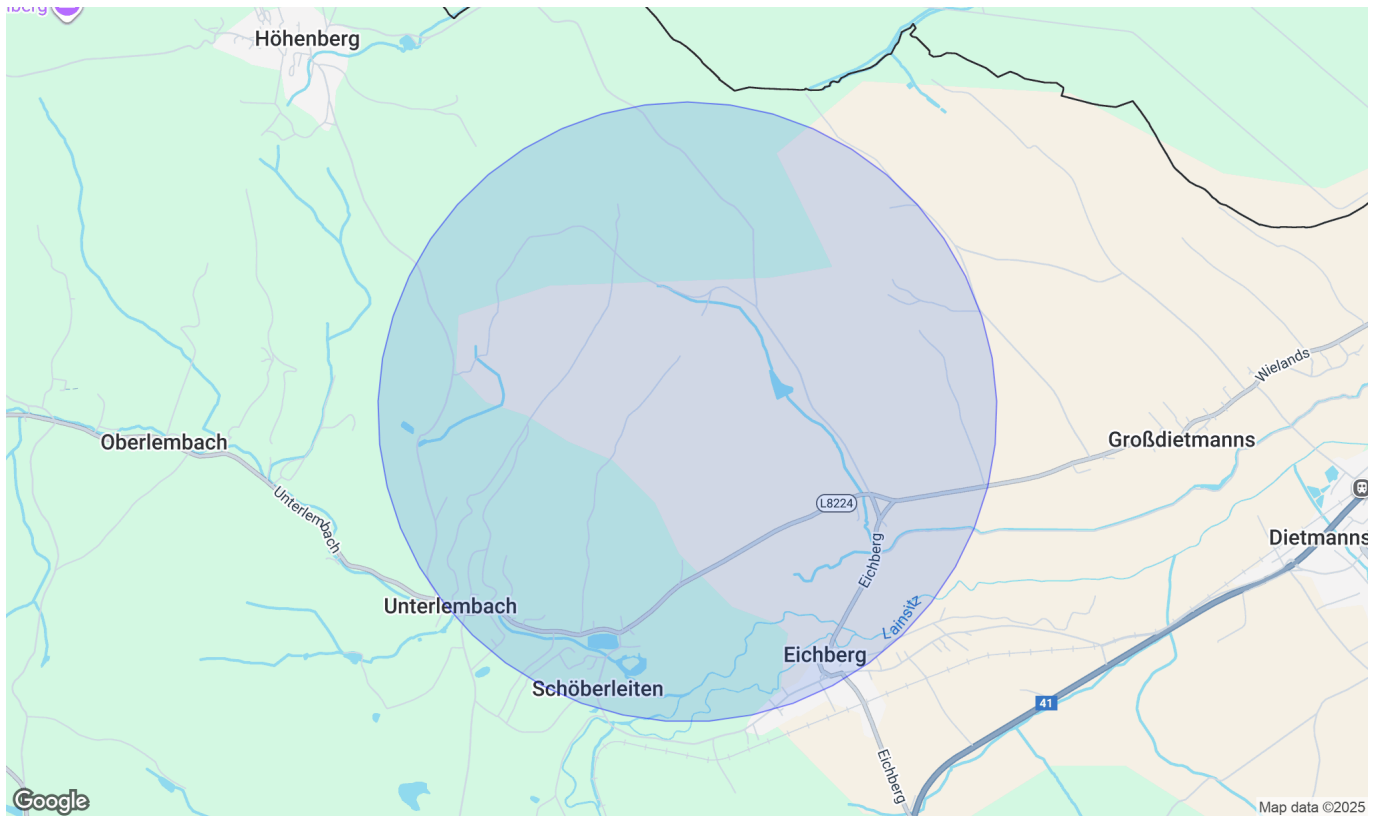 Höhenberg
Wielands
Großdietmanns
Oberlembach
Unterlembach
L8224
Dietmanns
Eichberg
Unterlembach
Lainsitz
Eichberg
Schöberleiten
41
Eichberg
Google
Map data ©2025